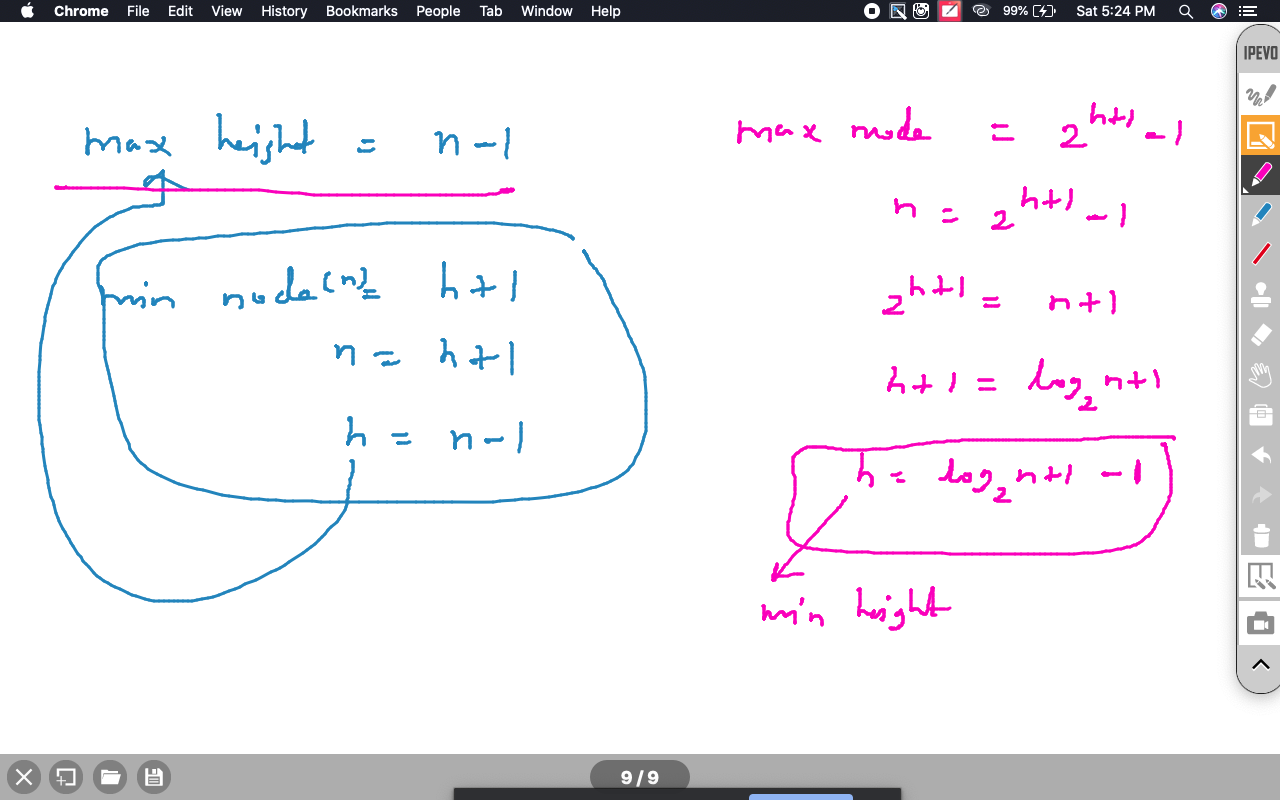 Chrome File Edit View History Bookmarks People Tab Window Help 99% Sat 5:24 PM
IPEVO
max height = n-1
min node(n)= h+1
n = h+1
h = n-1
max node = 2^h+1 -1
n = 2^h+1 -1
2^h+1 = n+1
h+1 = log₂ n+1
h = log₂ n+1 -1
min height
9/9